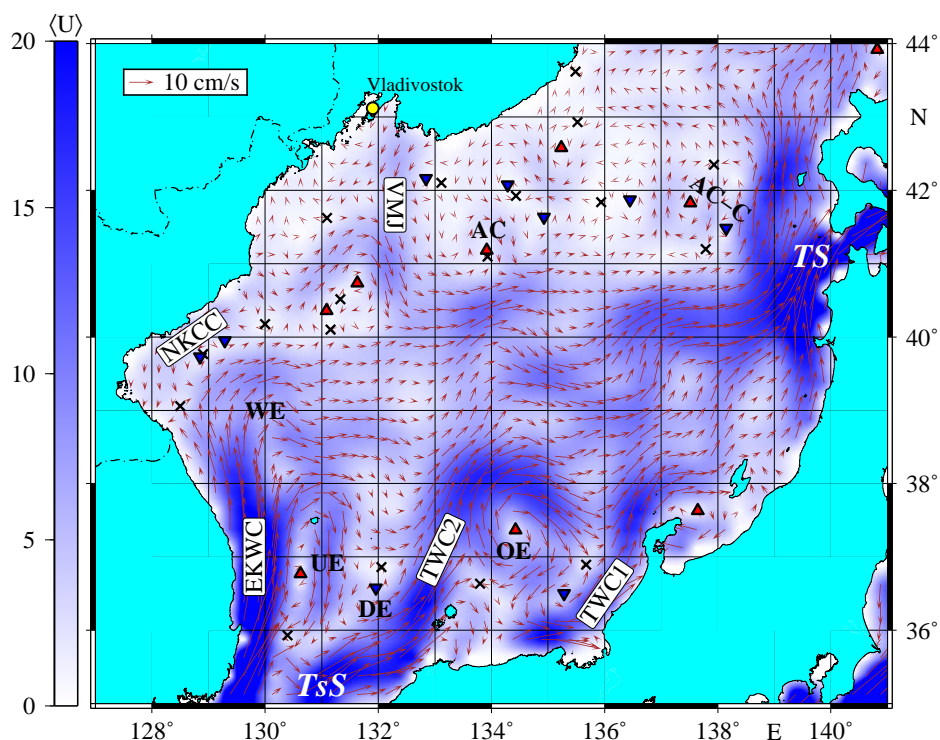 ⟨U⟩
20
15
10
5
0
10 cm/s
Vladivostok
44°
N
42°
40°
38°
36°
VMI
AC
AC–C
TS
NKCC
WE
EKWC
UE
DE
TWC2
OE
TWC1
TsS
128
130
132
134
136
138
E
140